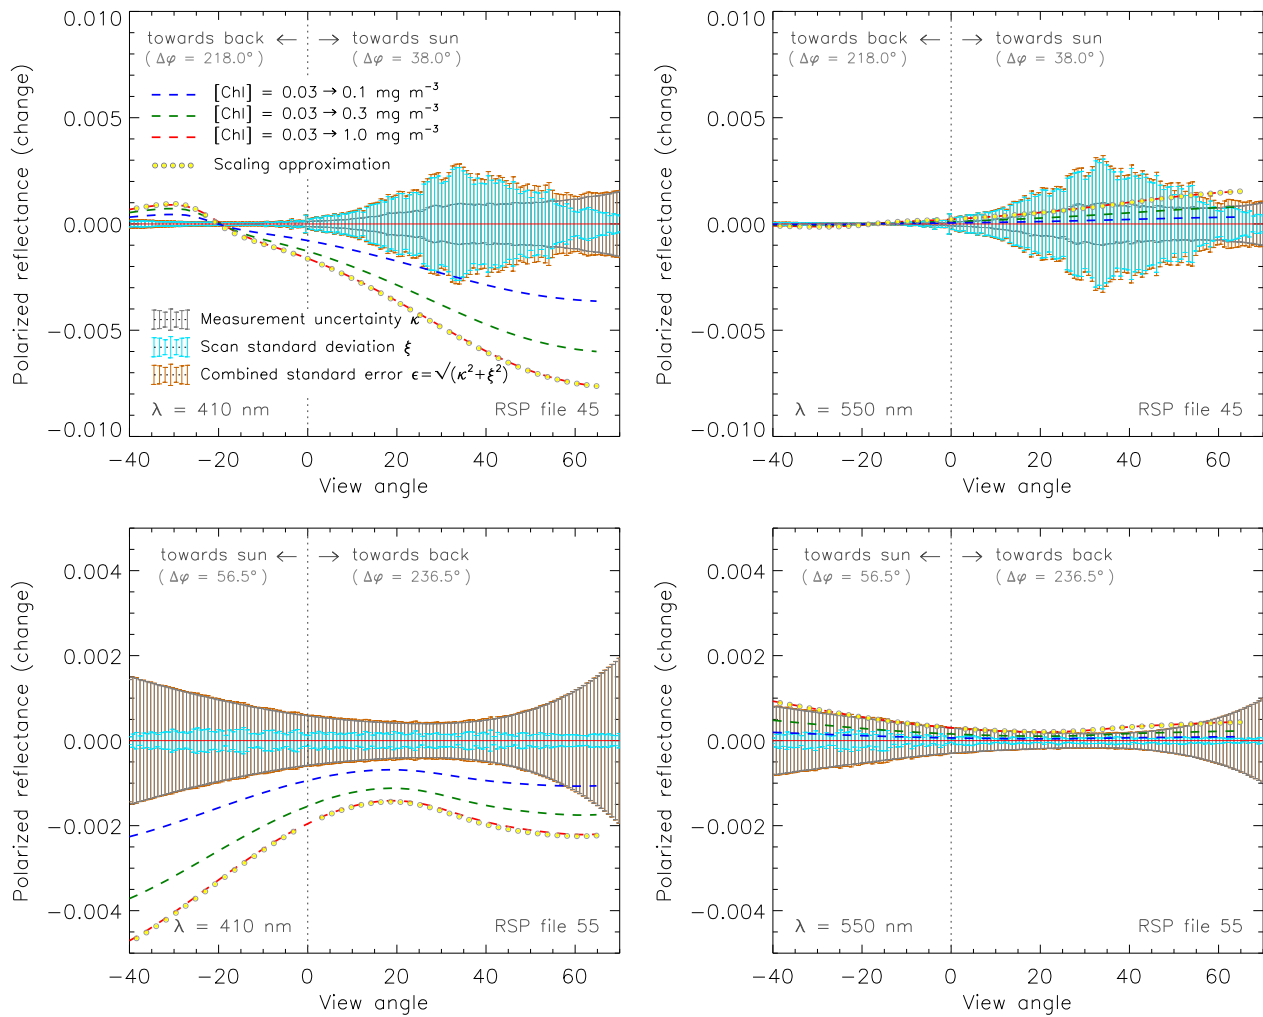 0.010
0.005
0.000
−0.005
−0.010
Polarized reflectance (change)
towards back ← → towards sun
(Δφ = 218.0°) (Δφ = 38.0°)
[Chl] = 0.03→0.1 mg m⁻³
[Chl] = 0.03→0.3 mg m⁻³
[Chl] = 0.03→1.0 mg m⁻³
Scaling approximation
Measurement uncertainty κ
Scan standard deviation ξ
Combined standard error ϵ=√(κ²+ξ²)
λ = 410 nm RSP file 45
−40 −20 0 20 40 60
View angle
0.010
0.005
0.000
−0.005
−0.010
Polarized reflectance (change)
towards back ← → towards sun
(Δφ = 218.0°) (Δφ = 38.0°)
λ = 550 nm RSP file 45
−40 −20 0 20 40 60
View angle
0.004
0.002
0.000
−0.002
−0.004
Polarized reflectance (change)
towards sun ← → towards back
(Δφ = 56.5°) (Δφ = 236.5°)
λ = 410 nm RSP file 55
−40 −20 0 20 40 60
View angle
0.004
0.002
0.000
−0.002
−0.004
Polarized reflectance (change)
towards sun ← → towards back
(Δφ = 56.5°) (Δφ = 236.5°)
λ = 550 nm RSP file 55
−40 −20 0 20 40 60
View angle